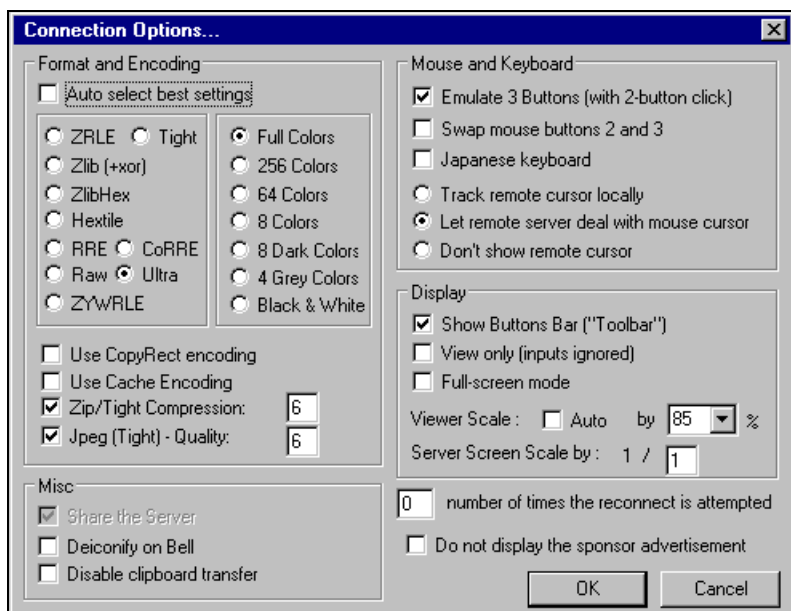 Connection Options...
Format and Encoding
Auto select best settings
ZRLE Tight
Zlib (+xor)
ZlibHex
Hextile
RRE CoRRE
Raw Ultra
ZYWRLE
Full Colors
256 Colors
64 Colors
8 Colors
8 Dark Colors
4 Grey Colors
Black & White
Use CopyRect encoding
Use Cache Encoding
Zip/Tight Compression: 6
Jpeg (Tight) - Quality: 6
Misc
Share the Server
Deiconify on Bell
Disable clipboard transfer
Mouse and Keyboard
Emulate 3 Buttons (with 2-button click)
Swap mouse buttons 2 and 3
Japanese keyboard
Track remote cursor locally
Let remote server deal with mouse cursor
Don't show remote cursor
Display
Show Buttons Bar ("Toolbar")
View only (inputs ignored)
Full-screen mode
Viewer Scale : Auto by 85 %
Server Screen Scale by : 1 / 1
0 number of times the reconnect is attempted
Do not display the sponsor advertisement
OK Cancel